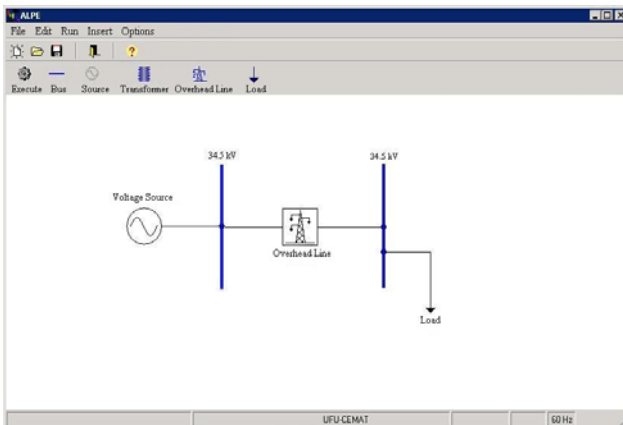 ALPE
File Edit Run Insert Options
?
Execute Bus Source Transformer Overhead Line Load
34.5 kV 34.5 kV
Voltage Source
Overhead Line
Load
UFU-CEMAT 60 Hz